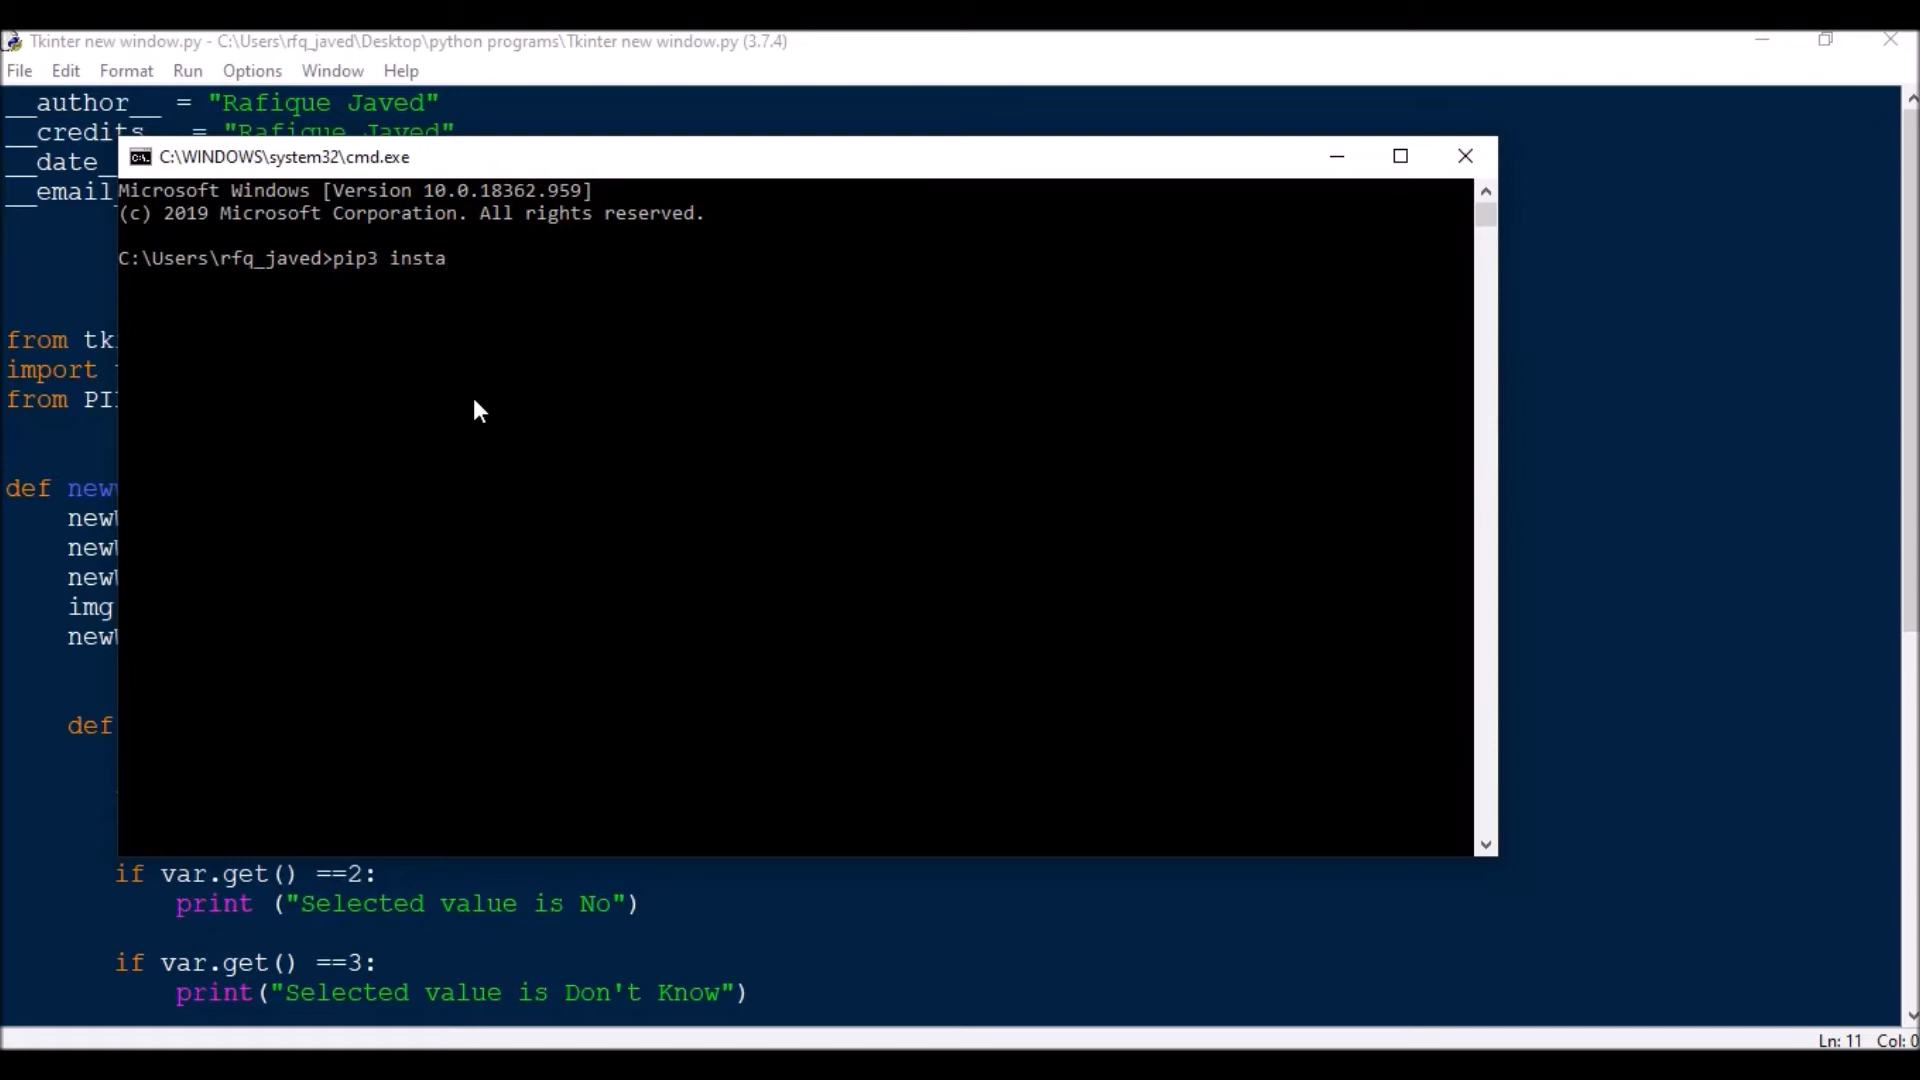 Tkinter new window.py - C:\Users\rfq_javed\Desktop\python programs\Tkinter new window.py (3.7.4)
File Edit Format Run Options Window Help
__author__ = "Rafique Javed"
__credits__ = "Rafique Javed"
__date_
__email
C:\WINDOWS\system32\cmd.exe
Microsoft Windows [Version 10.0.18362.959]
(c) 2019 Microsoft Corporation. All rights reserved.
C:\Users\rfq_javed>pip3 insta
from tk
import
from PI
def new
new
new
new
img
new
def
if var.get() ==2:
print ("Selected value is No")
if var.get() ==3:
print("Selected value is Don't Know")
Ln: 11 Col: 0